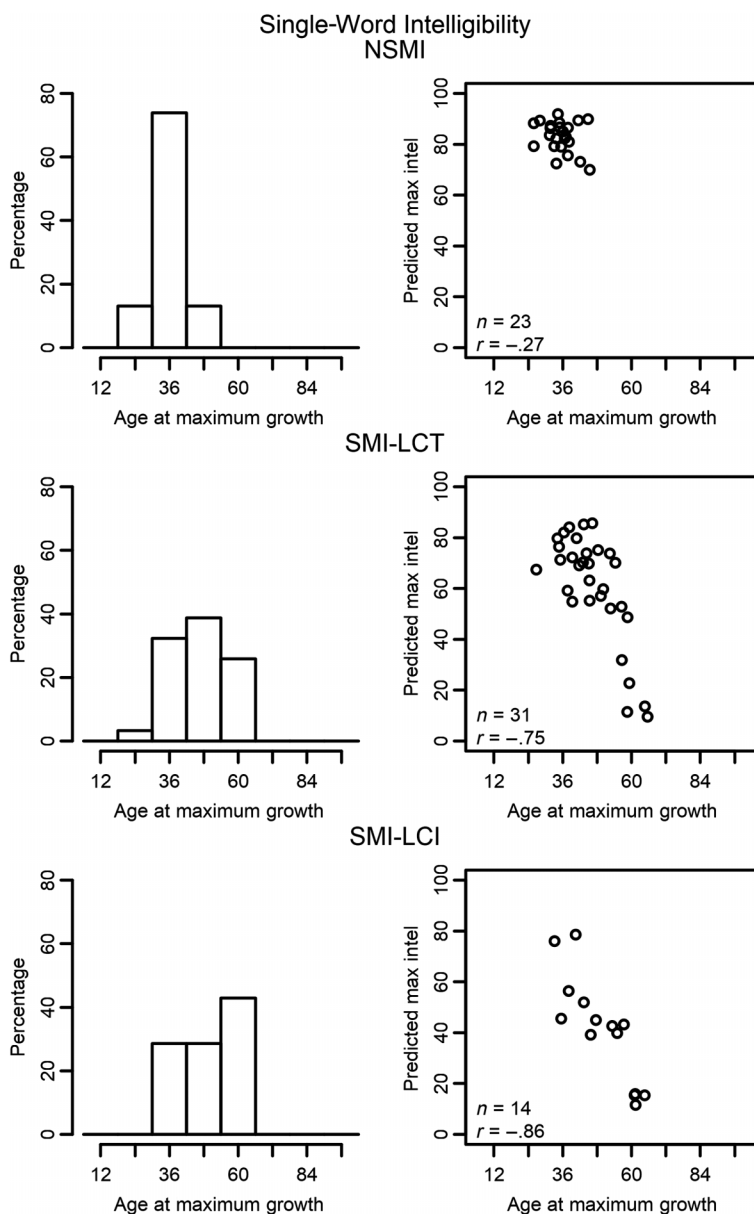 Single-Word Intelligibility
NSMI
Percentage
0 20 40 60 80
12 36 60 84
Age at maximum growth
Predicted max intel
0 20 40 60 80 100
n = 23
r = –.27
12 36 60 84
Age at maximum growth
SMI-LCT
Percentage
0 20 40 60 80
12 36 60 84
Age at maximum growth
Predicted max intel
0 20 40 60 80 100
n = 31
r = –.75
12 36 60 84
Age at maximum growth
SMI-LCI
Percentage
0 20 40 60 80
12 36 60 84
Age at maximum growth
Predicted max intel
0 20 40 60 80 100
n = 14
r = –.86
12 36 60 84
Age at maximum growth